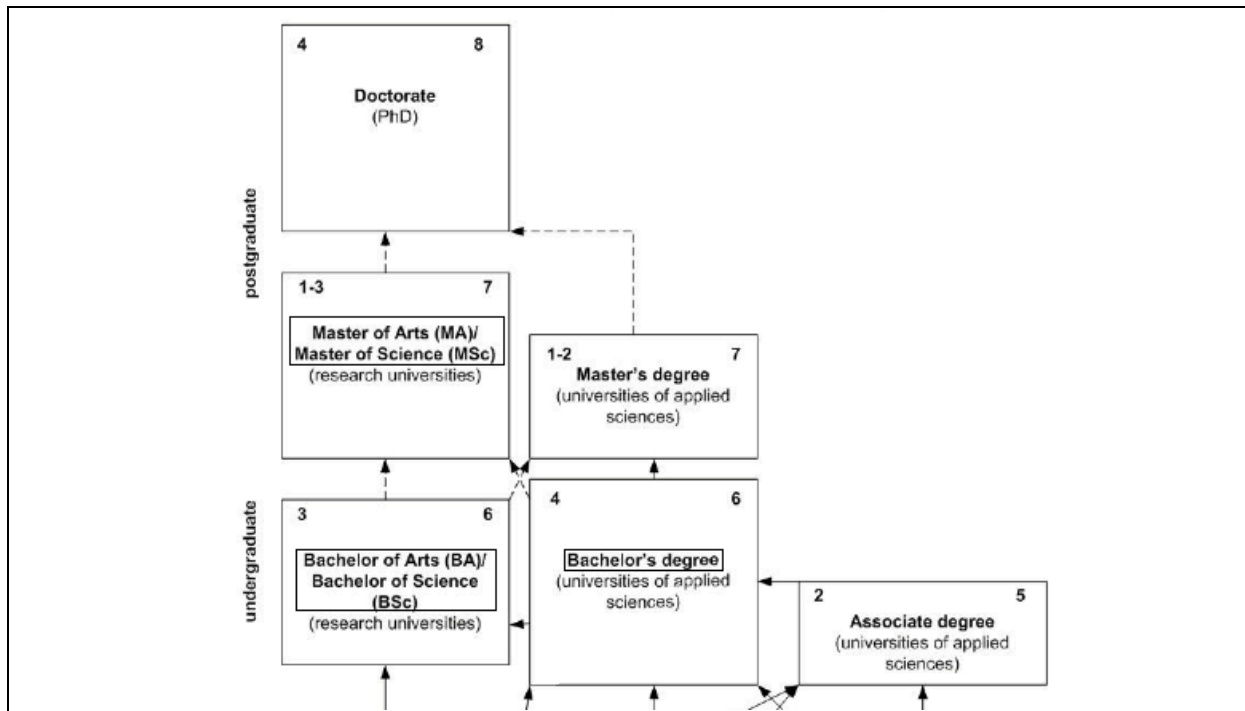 4 8
Doctorate
(PhD)
postgraduate
1-3 7
Master of Arts (MA)/
Master of Science (MSc)
(research universities)
1-2 7
Master's degree
(universities of applied
sciences)
undergraduate
3 6
Bachelor of Arts (BA)/
Bachelor of Science
(BSc)
(research universities)
4 6
Bachelor's degree
(universities of applied
sciences)
2 5
Associate degree
(universities of applied
sciences)